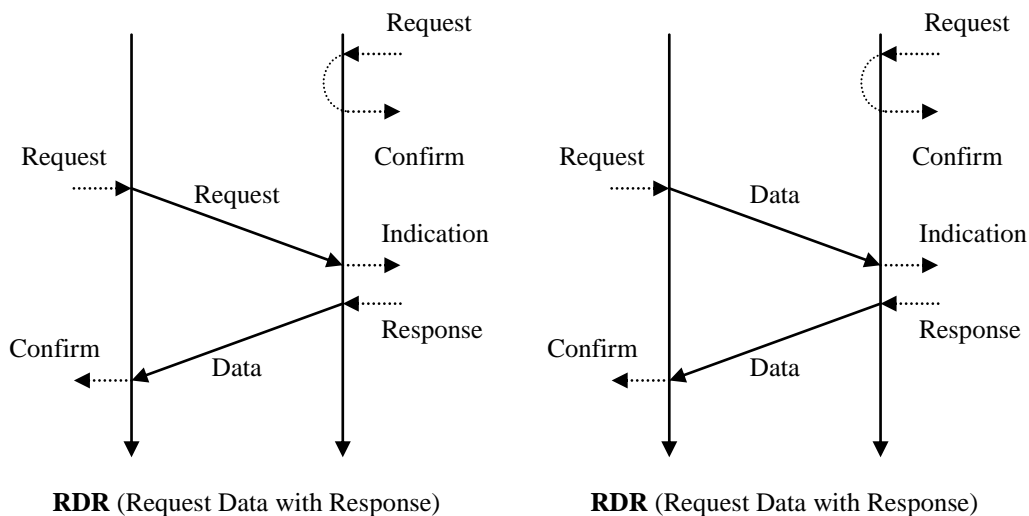 Request
Confirm
Request
Request
Indication
Response
Confirm
Data
RDR (Request Data with Response)
Request
Confirm
Request
Data
Indication
Response
Confirm
Data
RDR (Request Data with Response)